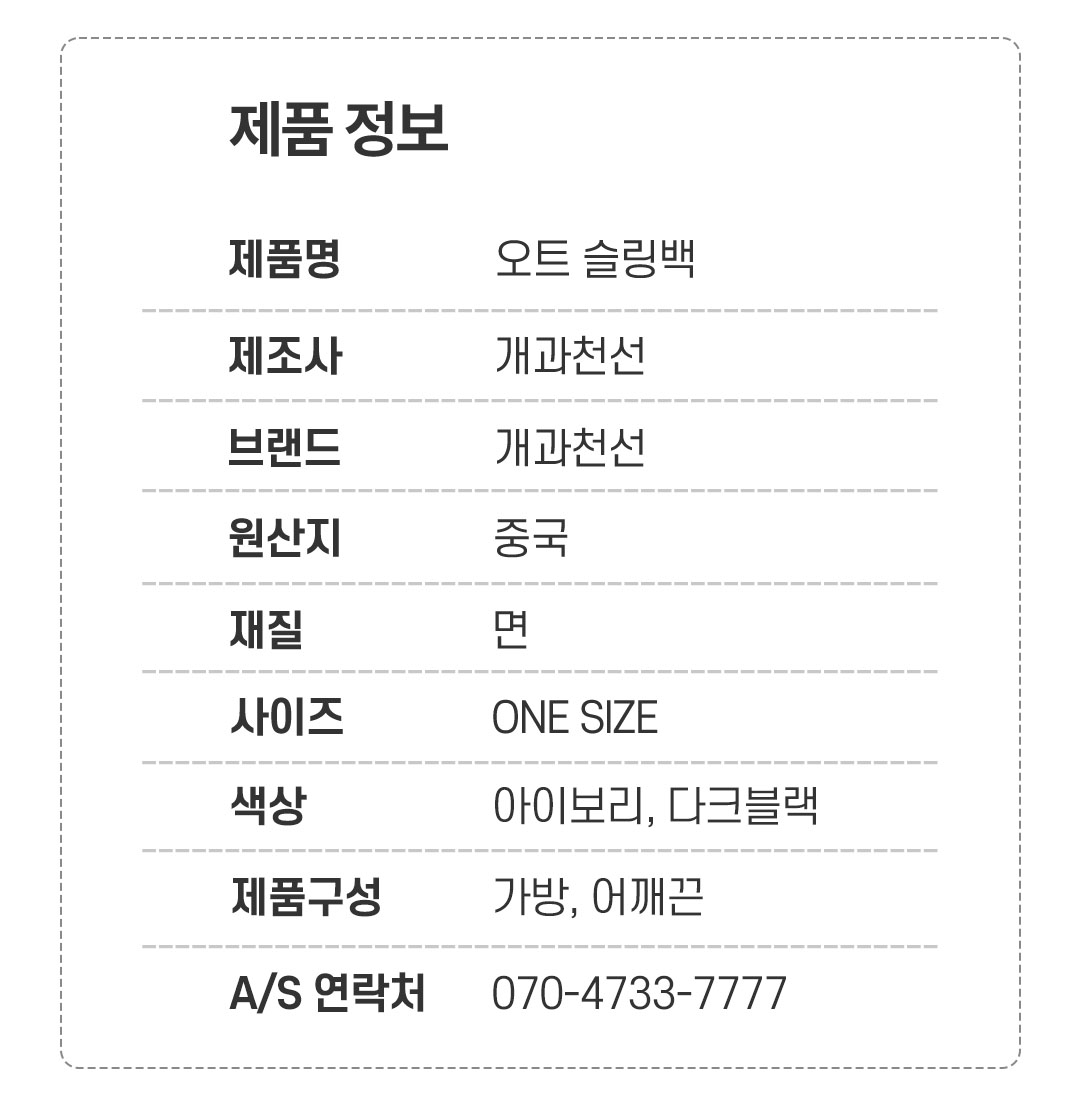 제품 정보
제품명 오트 슬링백
제조사 개과천선
브랜드 개과천선
원산지 중국
재질 면
사이즈 ONE SIZE
색상 아이보리, 다크블랙
제품구성 가방, 어깨끈
A/S 연락처 070-4733-7777